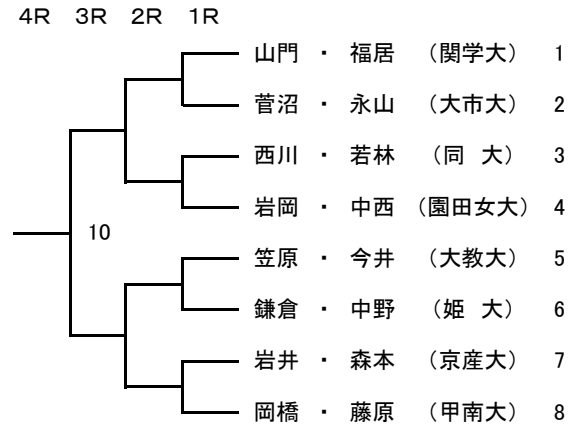 4R 3R 2R 1R
山門 ・ 福居 （関学大） 1
菅沼 ・ 永山 （大市大） 2
西川 ・ 若林 （同 大） 3
岩岡 ・ 中西 （園田女大） 4
10
笠原 ・ 今井 （大教大） 5
鎌倉 ・ 中野 （姫 大） 6
岩井 ・ 森本 （京産大） 7
岡橋 ・ 藤原 （甲南大） 8